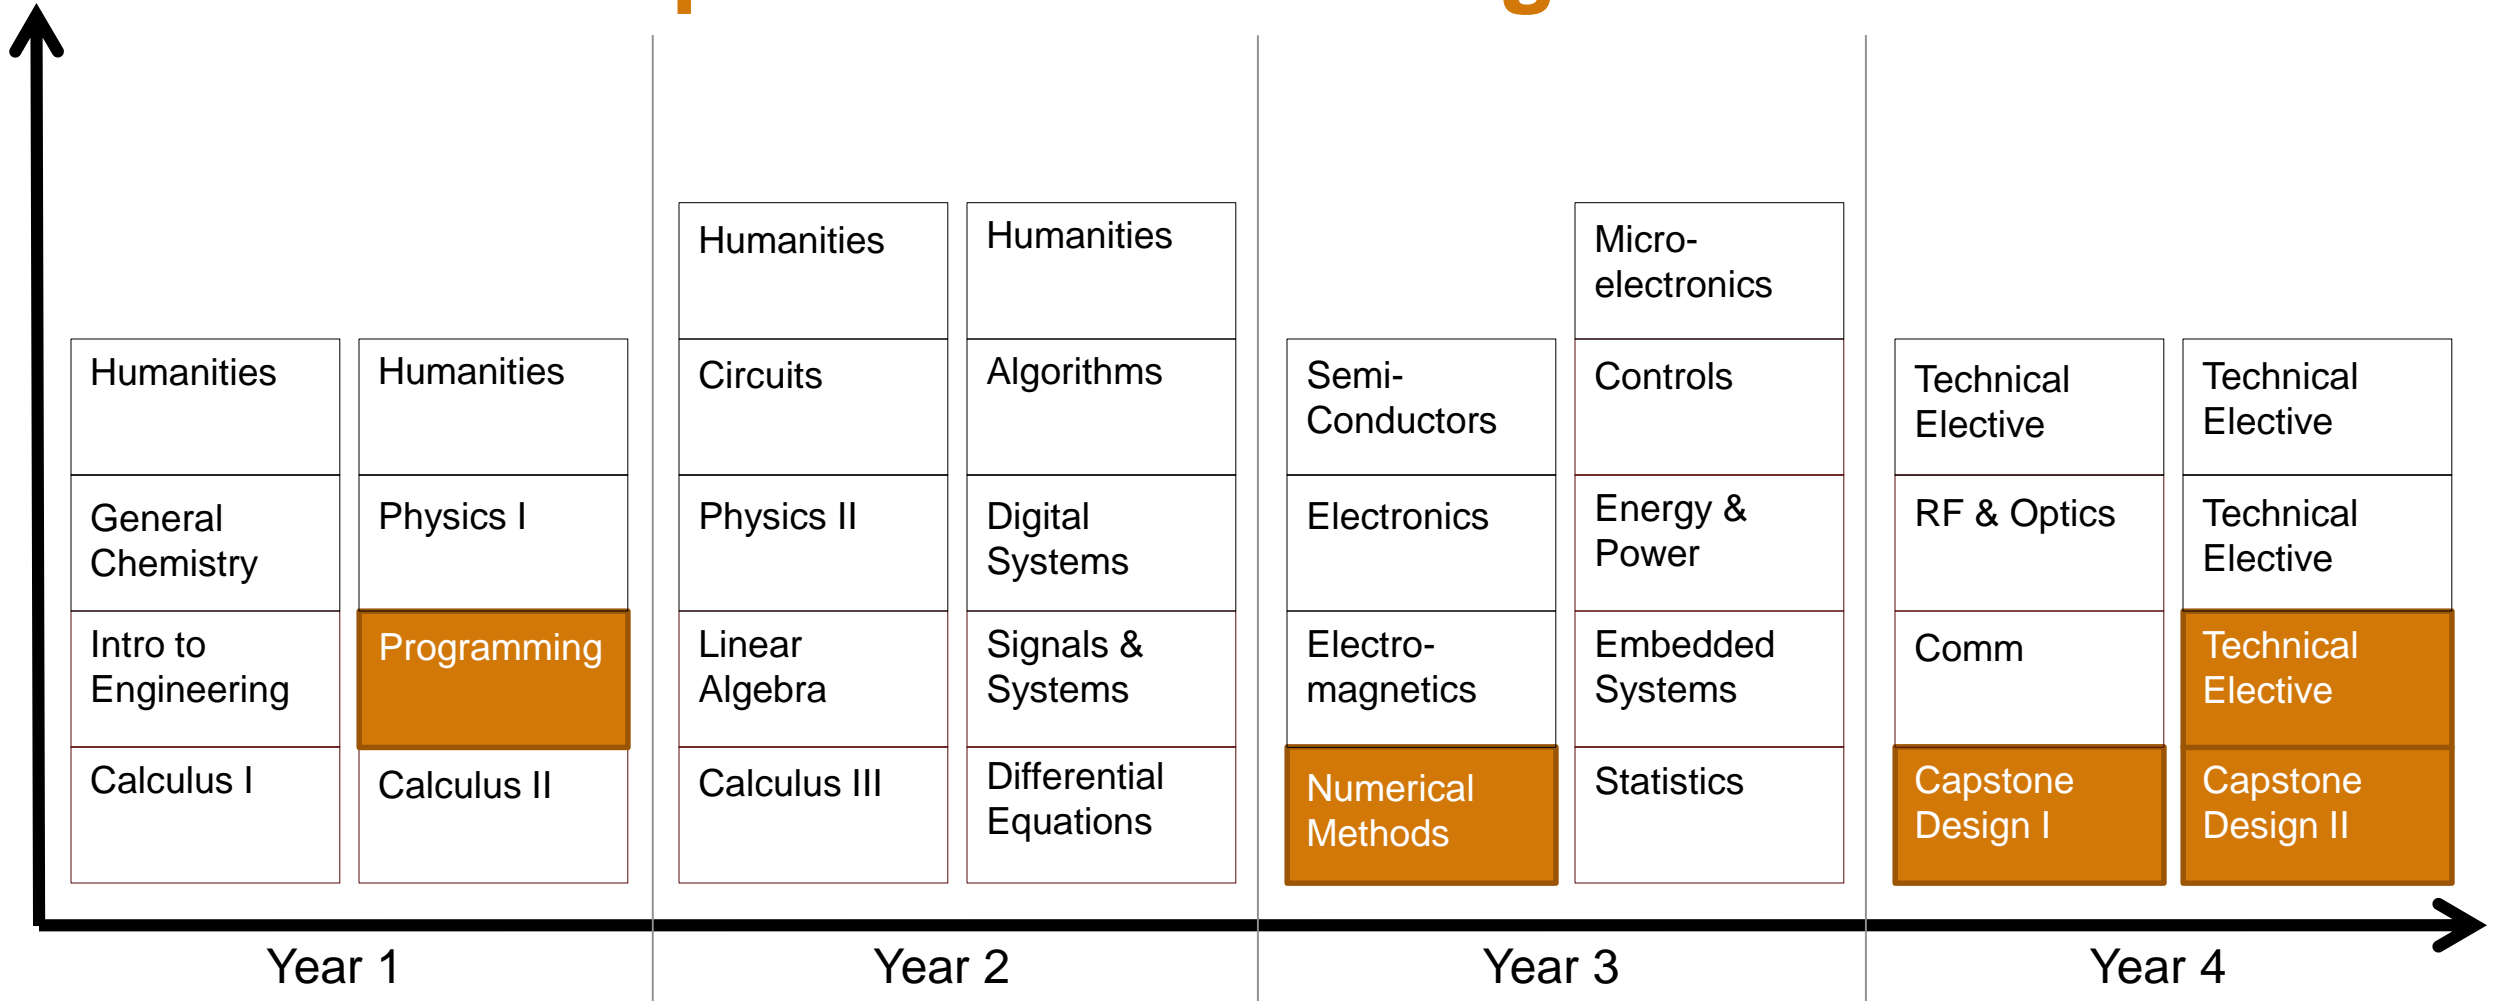 Humanities
General
Chemistry
Intro to
Engineering
Calculus I
Humanities
Physics I
Programming
Calculus II
Humanities
Circuits
Physics II
Linear
Algebra
Calculus III
Humanities
Algorithms
Digital
Systems
Signals &
Systems
Differential
Equations
Semi-
Conductors
Electronics
Electro-
magnetics
Numerical
Methods
Micro-
electronics
Controls
Energy &
Power
Embedded
Systems
Statistics
Technical
Elective
RF & Optics
Comm
Capstone
Design I
Technical
Elective
Technical
Elective
Technical
Elective
Capstone
Design II
Year 1
Year 2
Year 3
Year 4